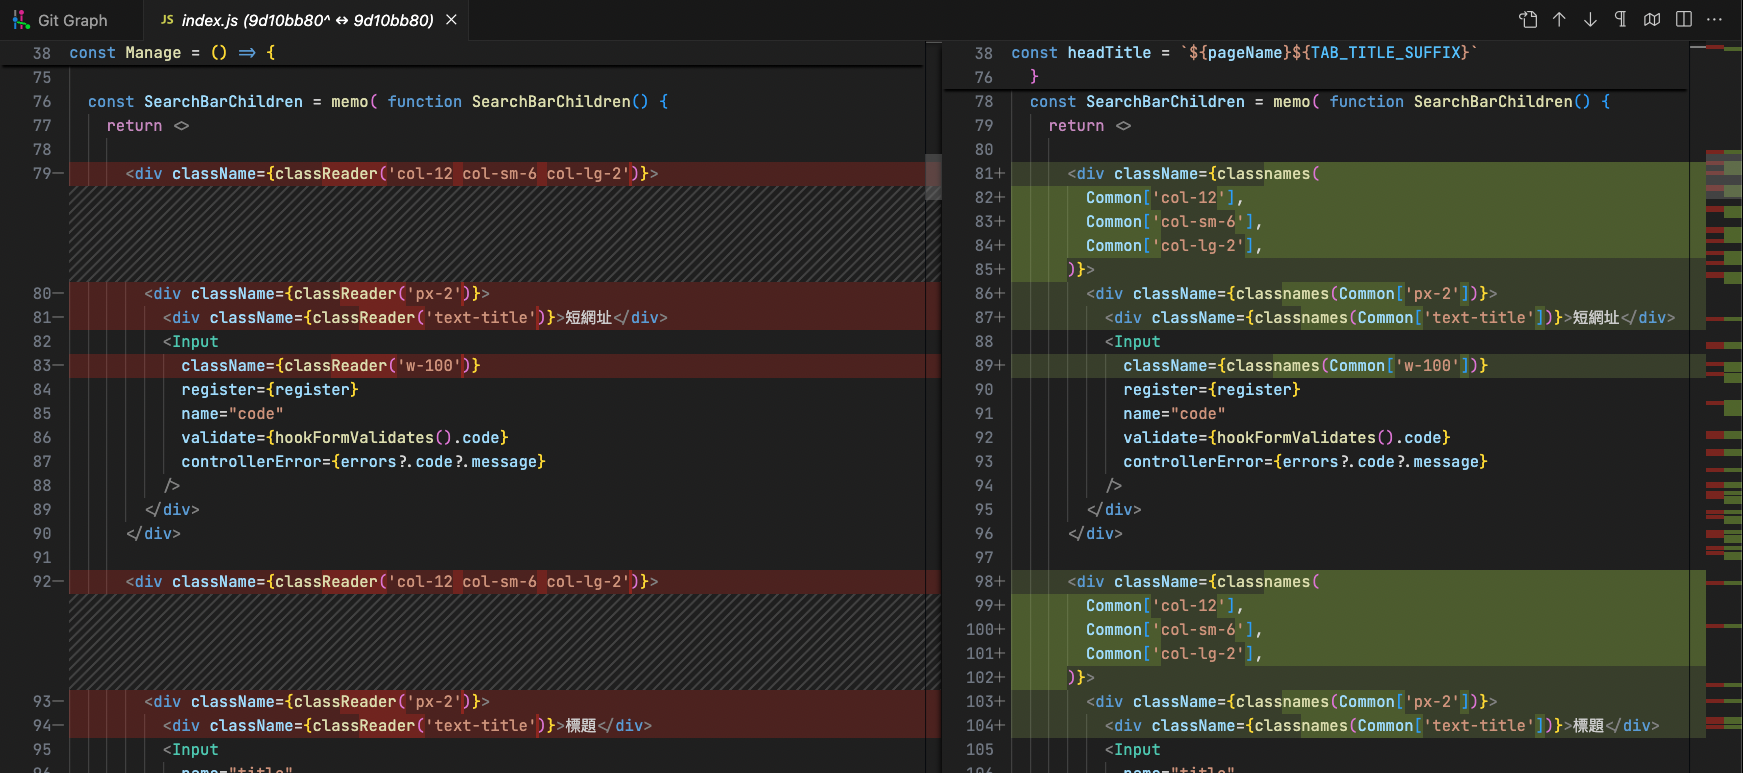 Git Graph
JS index.js (9d10bb80^ ↔ 9d10bb80) ×
38 const Manage = () => {
75
76 const SearchBarChildren = memo( function SearchBarChildren() {
77 return <>
78
79— <div className={classReader('col-12 col-sm-6 col-lg-2')}>
80— <div className={classReader('px-2')}>
81— <div className={classReader('text-title')}>短網址</div>
82 <Input
83— className={classReader('w-100')}
84 register={register}
85 name="code"
86 validate={hookFormValidates().code}
87 controllerError={errors?.code?.message}
88 />
89 </div>
90 </div>
91
92— <div className={classReader('col-12 col-sm-6 col-lg-2')}>
93— <div className={classReader('px-2')}>
94— <div className={classReader('text-title')}>標題</div>
95 <Input
96 name="title"
38 const headTitle = `${pageName}${TAB_TITLE_SUFFIX}`
76 }
78 const SearchBarChildren = memo( function SearchBarChildren() {
79 return <>
80
81+ <div className={classnames(
82+ Common['col-12'],
83+ Common['col-sm-6'],
84+ Common['col-lg-2'],
85+ )}>
86+ <div className={classnames(Common['px-2'])}>
87+ <div className={classnames(Common['text-title'])}>短網址</div>
88 <Input
89+ className={classnames(Common['w-100'])}
90 register={register}
91 name="code"
92 validate={hookFormValidates().code}
93 controllerError={errors?.code?.message}
94 />
95 </div>
96 </div>
97
98+ <div className={classnames(
99+ Common['col-12'],
100+ Common['col-sm-6'],
101+ Common['col-lg-2'],
102+ )}>
103+ <div className={classnames(Common['px-2'])}>
104+ <div className={classnames(Common['text-title'])}>標題</div>
105 <Input
106 name="title"